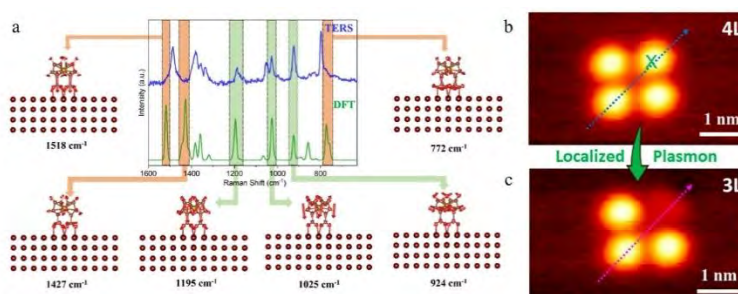 a
TERS
DFT
Intensity (a.u.)
1600 1400 1200 1000 800
Raman Shift (cm⁻¹)
1518 cm⁻¹
772 cm⁻¹
1427 cm⁻¹
1195 cm⁻¹
1025 cm⁻¹
924 cm⁻¹
b
4L
X
1 nm
Localized Plasmon
c
3L
1 nm